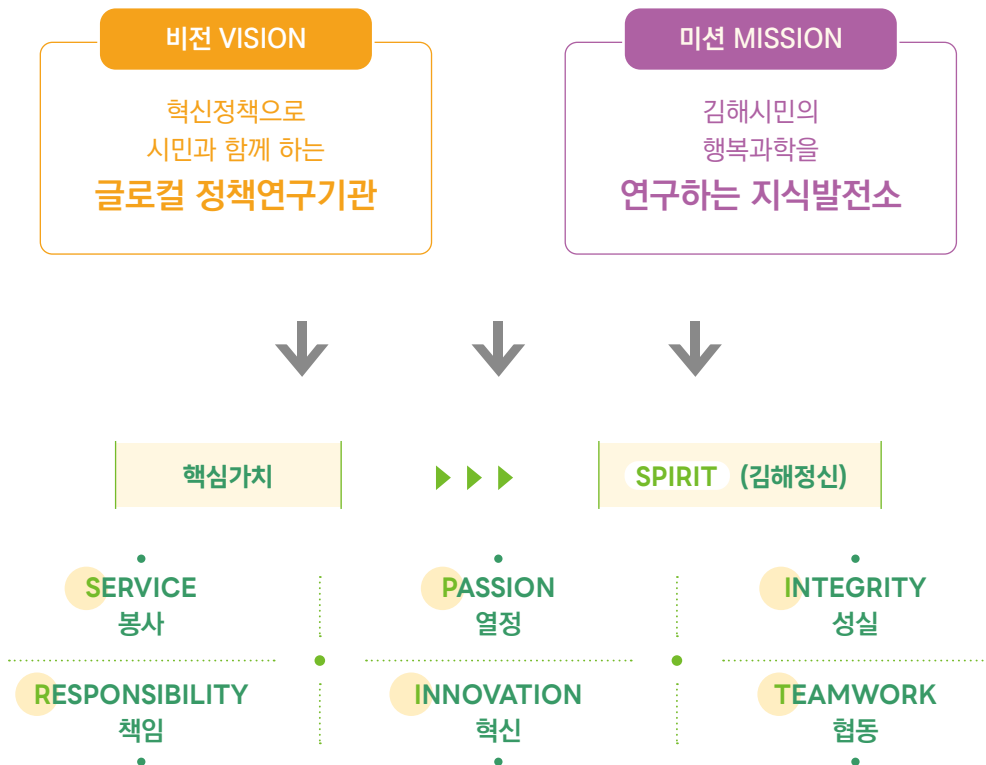 비전 VISION
혁신정책으로
시민과 함께 하는
글로컬 정책연구기관
미션 MISSION
김해시민의
행복과학을
연구하는 지식발전소
핵심가치
SPIRIT (김해정신)
SERVICE
봉사
PASSION
열정
INTEGRITY
성실
RESPONSIBILITY
책임
INNOVATION
혁신
TEAMWORK
협동